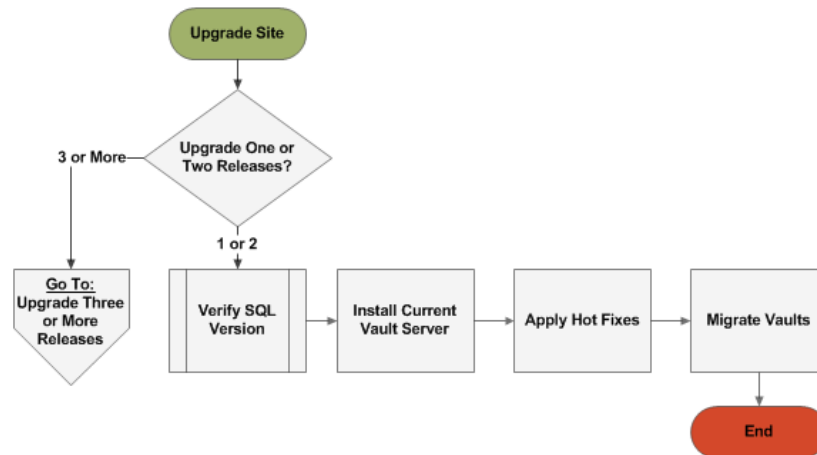 Upgrade Site
Upgrade One or
Two Releases?
3 or More
1 or 2
Go To:
Upgrade Three
or More
Releases
Verify SQL
Version
Install Current
Vault Server
Apply Hot Fixes
Migrate Vaults
End